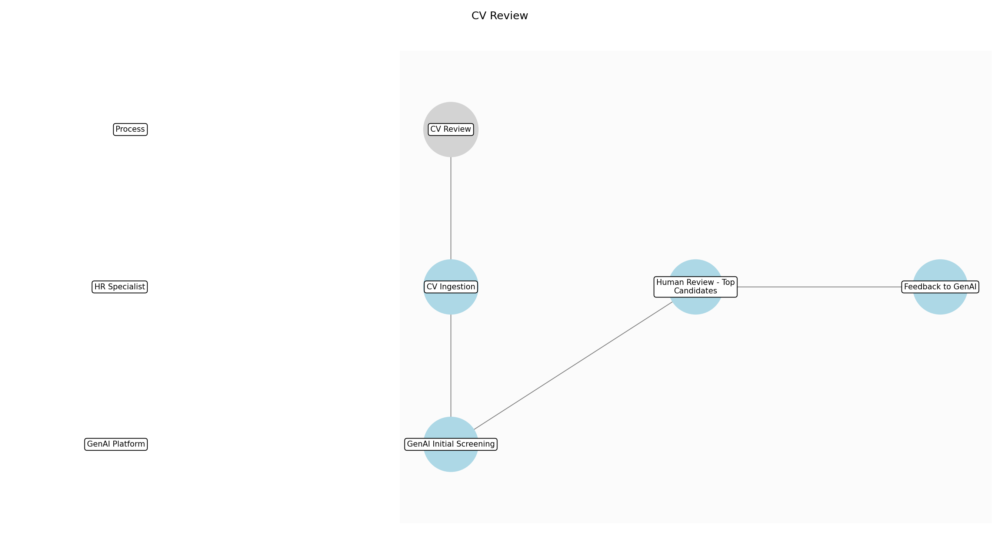 CV Review
Process
CV Review
HR Specialist
CV Ingestion
Human Review - Top
Candidates
Feedback to GenAI
GenAI Platform
GenAI Initial Screening